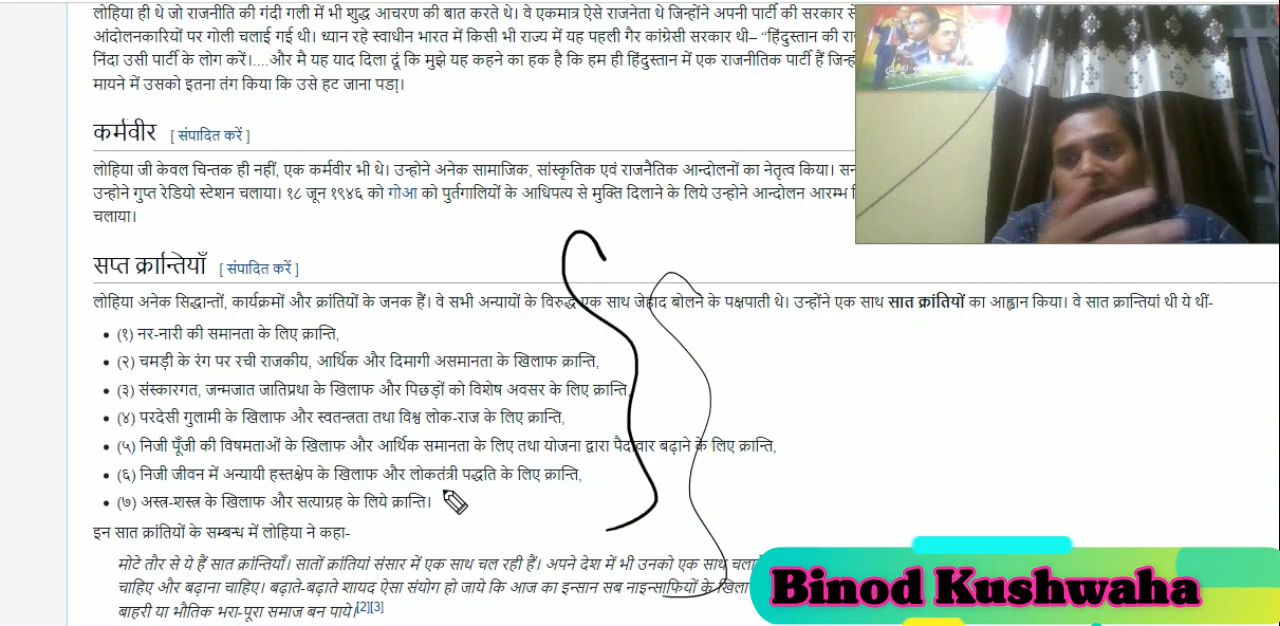 लोहिया ही थे जो राजनीति की गंदी गली में भी शुद्ध आचरण की बात करते थे। वे एकमात्र ऐसे राजनेता थे जिन्होंने अपनी पार्टी की सरकार से
आंदोलनकारियों पर गोली चलाई गई थी। ध्यान रहे स्वाधीन भारत में किसी भी राज्य में यह पहली गैर कांग्रेसी सरकार थी– “हिंदुस्तान की रा
निंदा उसी पार्टी के लोग करें।....और मै यह याद दिला दूं कि मुझे यह कहने का हक है कि हम ही हिंदुस्तान में एक राजनीतिक पार्टी हैं जिन्ह
मायने में उसको इतना तंग किया कि उसे हट जाना पडा़।
कर्मवीर [ संपादित करें ]
लोहिया जी केवल चिन्तक ही नहीं, एक कर्मवीर भी थे। उन्होने अनेक सामाजिक, सांस्कृतिक एवं राजनैतिक आन्दोलनों का नेतृत्व किया। सन
उन्होने गुप्त रेडियो स्टेशन चलाया। १८ जून १९४६ को गोआ को पुर्तगालियों के आधिपत्य से मुक्ति दिलाने के लिये उन्होने आन्दोलन आरम्भ
चलाया।
सप्त क्रान्तियाँ [ संपादित करें ]
लोहिया अनेक सिद्धान्तों, कार्यक्रमों और क्रांतियों के जनक हैं। वे सभी अन्यायों के विरुद्ध एक साथ जेहाद बोलने के पक्षपाती थे। उन्होंने एक साथ सात क्रांतियों का आह्वान किया। वे सात क्रान्तियां थी ये थीं-
• (१) नर-नारी की समानता के लिए क्रान्ति,
• (२) चमड़ी के रंग पर रची राजकीय, आर्थिक और दिमागी असमानता के खिलाफ क्रान्ति,
• (३) संस्कारगत, जन्मजात जातिप्रथा के खिलाफ और पिछड़ों को विशेष अवसर के लिए क्रान्ति,
• (४) परदेसी गुलामी के खिलाफ और स्वतन्त्रता तथा विश्व लोक-राज के लिए क्रान्ति,
• (५) निजी पूँजी की विषमताओं के खिलाफ और आर्थिक समानता के लिए तथा योजना द्वारा पैदावार बढ़ाने के लिए क्रान्ति,
• (६) निजी जीवन में अन्यायी हस्तक्षेप के खिलाफ और लोकतंत्री पद्धति के लिए क्रान्ति,
• (७) अस्त्र-शस्त्र के खिलाफ और सत्याग्रह के लिये क्रान्ति।
इन सात क्रांतियों के सम्बन्ध में लोहिया ने कहा-
मोटे तौर से ये हैं सात क्रान्तियाँ। सातों क्रांतियां संसार में एक साथ चल रही हैं। अपने देश में भी उनको एक साथ चला
चाहिए और बढ़ाना चाहिए। बढ़ाते-बढ़ाते शायद ऐसा संयोग हो जाये कि आज का इन्सान सब नाइन्साफियों के खिला
बाहरी या भौतिक भरा-पूरा समाज बन पाये।[2][3]
Binod Kushwaha